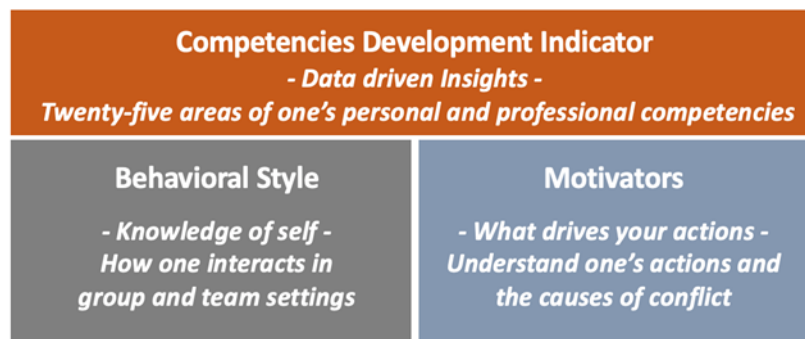 Competencies Development Indicator
- Data driven Insights -
Twenty-five areas of one’s personal and professional competencies
Behavioral Style
- Knowledge of self -
How one interacts in
group and team settings
Motivators
- What drives your actions -
Understand one’s actions and
the causes of conflict